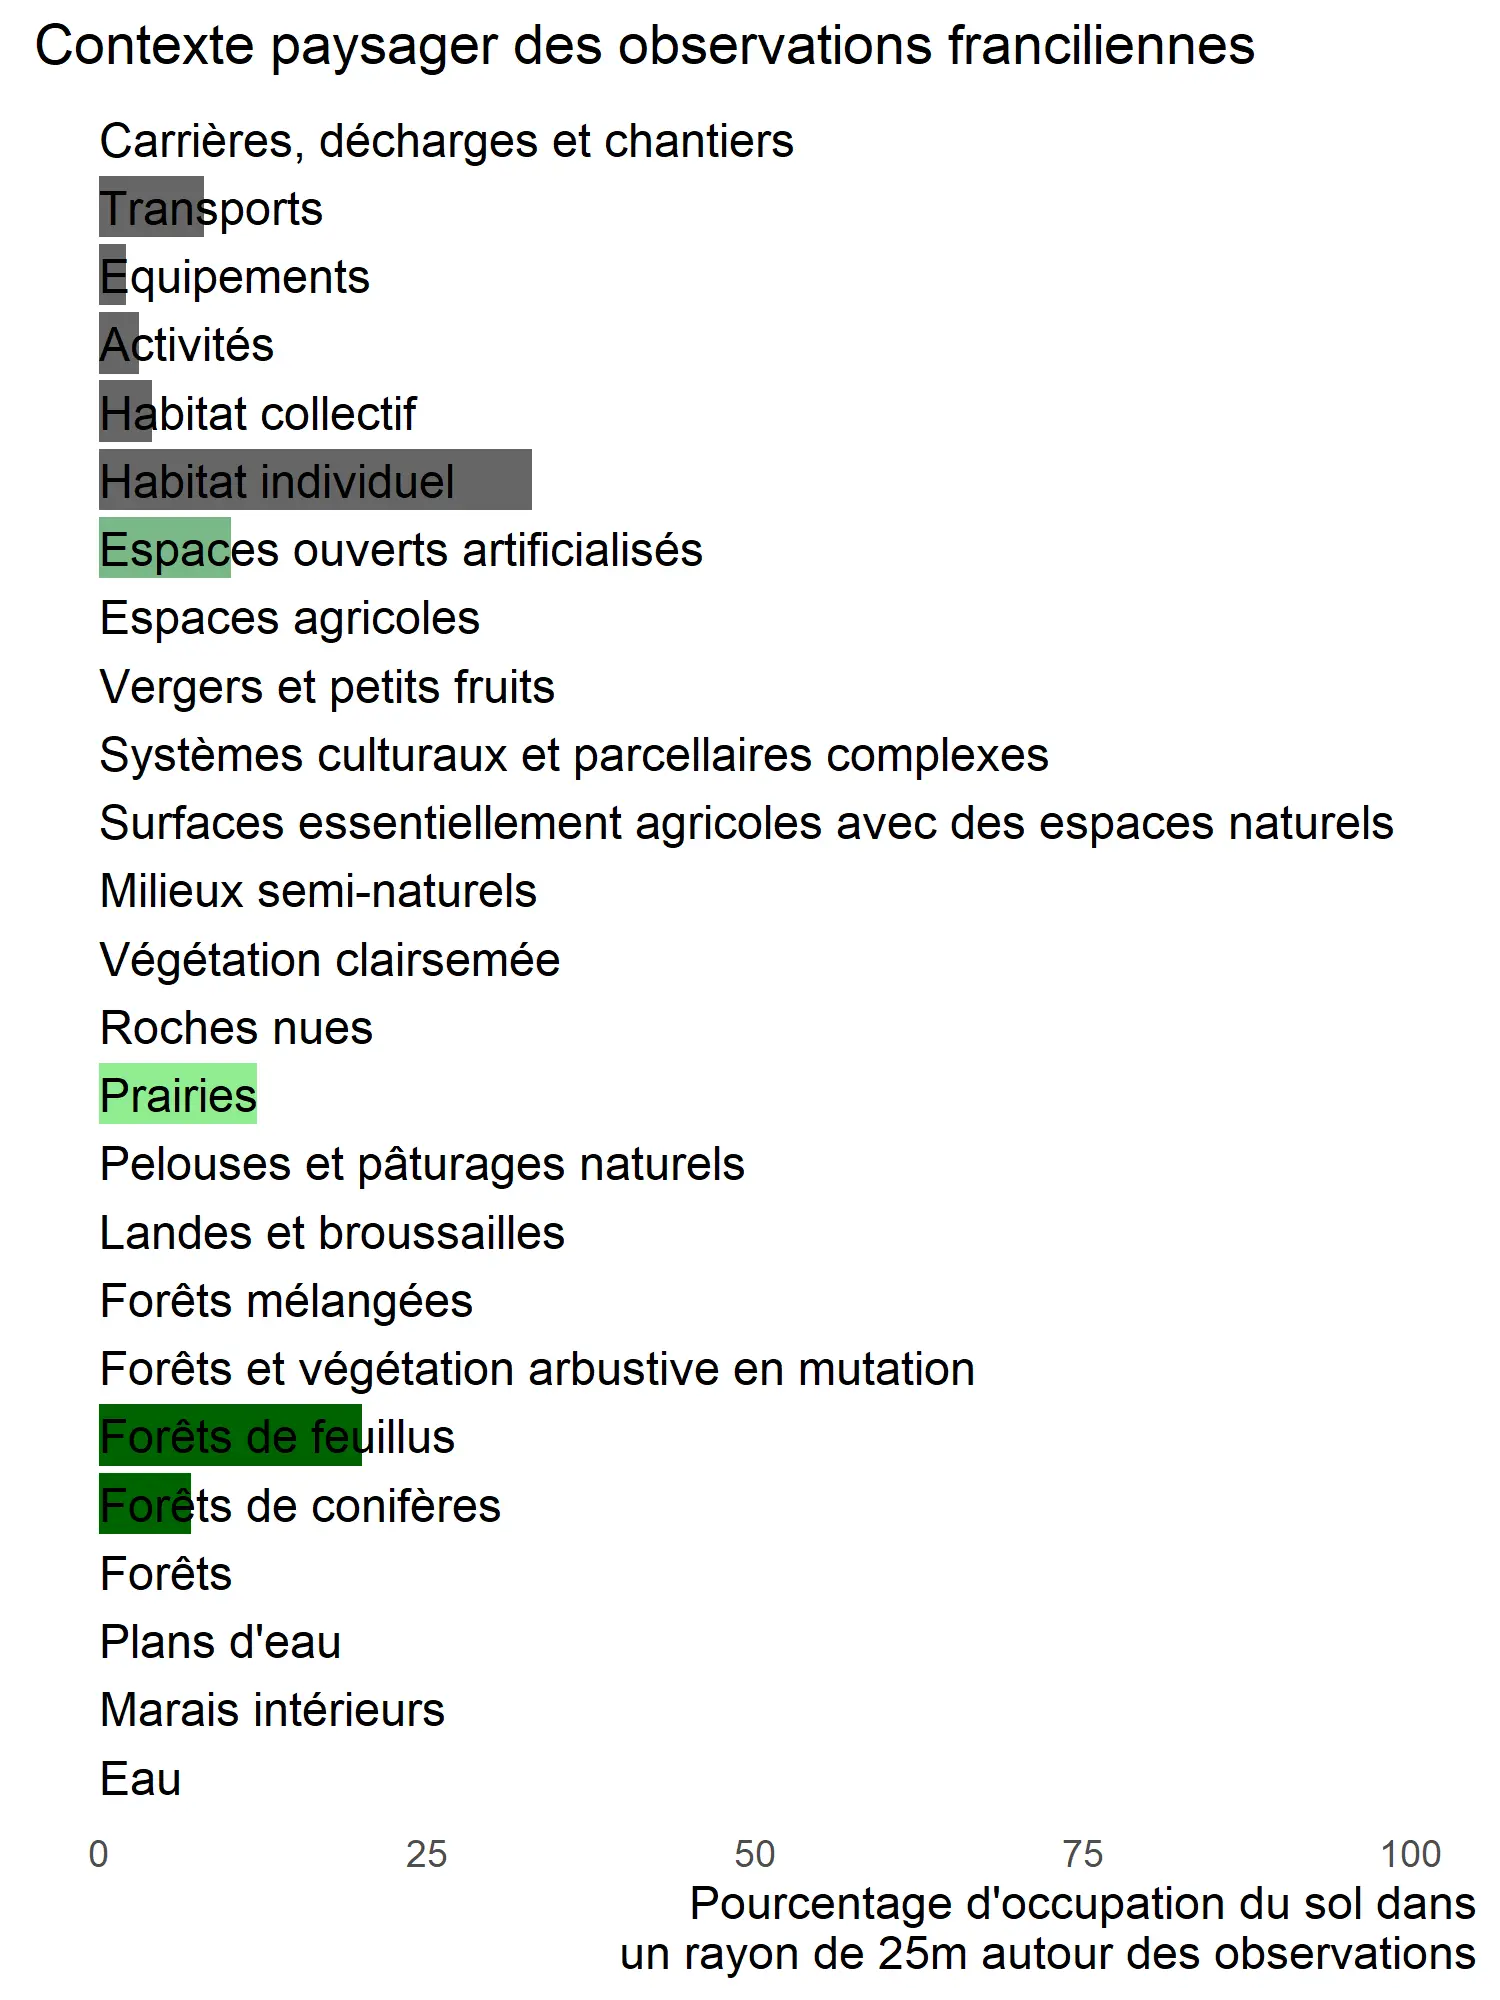 Contexte paysager des observations franciliennes
Carrières, décharges et chantiers
Transports
Equipements
Activités
Habitat collectif
Habitat individuel
Espaces ouverts artificialisés
Espaces agricoles
Vergers et petits fruits
Systèmes culturaux et parcellaires complexes
Surfaces essentiellement agricoles avec des espaces naturels
Milieux semi-naturels
Végétation clairsemée
Roches nues
Prairies
Pelouses et pâturages naturels
Landes et broussailles
Forêts mélangées
Forêts et végétation arbustive en mutation
Forêts de feuillus
Forêts de conifères
Forêts
Plans d'eau
Marais intérieurs
Eau
0 25 50 75 100
Pourcentage d'occupation du sol dans
un rayon de 25m autour des observations